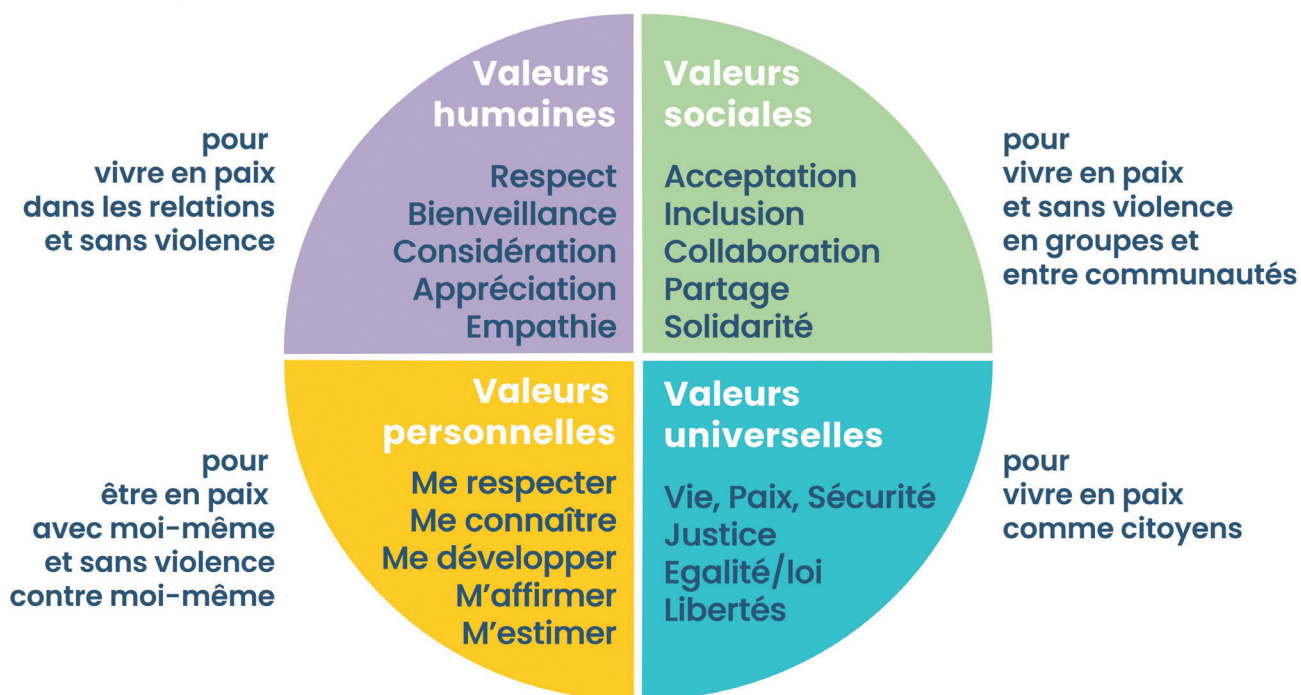 Valeurs
humaines
Respect
Bienveillance
Considération
Appréciation
Empathie
pour
vivre en paix
dans les relations
et sans violence
Valeurs
sociales
Acceptation
Inclusion
Collaboration
Partage
Solidarité
pour
vivre en paix
et sans violence
en groupes et
entre communautés
Valeurs
personnelles
Me respecter
Me connaître
Me développer
M’affirmer
M’estimer
pour
être en paix
avec moi-même
et sans violence
contre moi-même
Valeurs
universelles
Vie, Paix, Sécurité
Justice
Egalité/loi
Libertés
pour
vivre en paix
comme citoyens